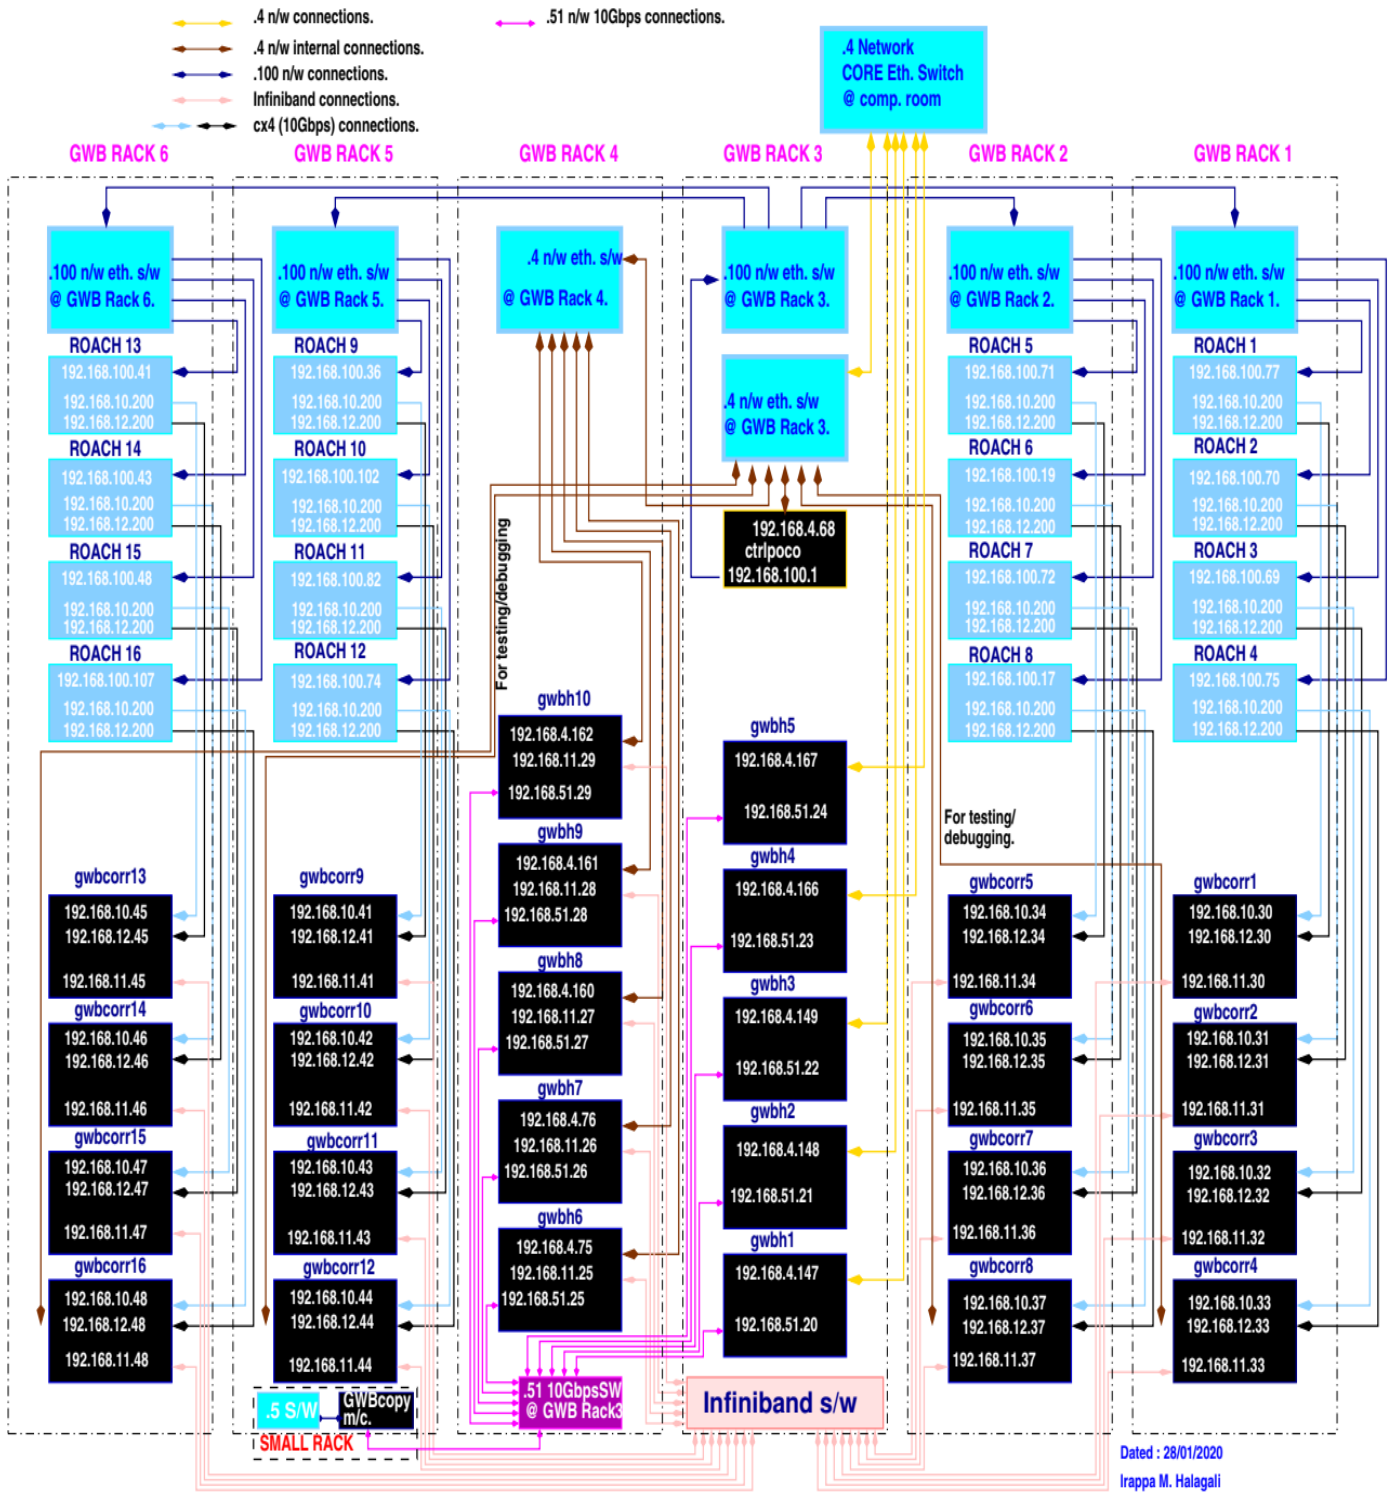 .4 n/w connections.
.51 n/w 10Gbps connections.
.4 n/w internal connections.
.100 n/w connections.
Infiniband connections.
cx4 (10Gbps) connections.
.4 Network
CORE Eth. Switch
@ comp. room
GWB RACK 6
GWB RACK 5
GWB RACK 4
GWB RACK 3
GWB RACK 2
GWB RACK 1
.100 n/w eth. s/w
@ GWB Rack 6.
ROACH 13
192.168.100.41
192.168.10.200
192.168.12.200
ROACH 14
192.168.100.43
192.168.10.200
192.168.12.200
ROACH 15
192.168.100.48
192.168.10.200
192.168.12.200
ROACH 16
192.168.100.107
192.168.10.200
192.168.12.200
gwbcorr13
192.168.10.45
192.168.12.45
192.168.11.45
gwbcorr14
192.168.10.46
192.168.12.46
192.168.11.46
gwbcorr15
192.168.10.47
192.168.12.47
192.168.11.47
gwbcorr16
192.168.10.48
192.168.12.48
192.168.11.48
.100 n/w eth. s/w
@ GWB Rack 5.
ROACH 9
192.168.100.36
192.168.10.200
192.168.12.200
ROACH 10
192.168.100.102
192.168.10.200
192.168.12.200
ROACH 11
192.168.100.82
192.168.10.200
192.168.12.200
ROACH 12
192.168.100.74
192.168.10.200
192.168.12.200
gwbcorr9
192.168.10.41
192.168.12.41
192.168.11.41
gwbcorr10
192.168.10.42
192.168.12.42
192.168.11.42
gwbcorr11
192.168.10.43
192.168.12.43
192.168.11.43
gwbcorr12
192.168.10.44
192.168.12.44
192.168.11.44
.5 S/W
GWBcopy
m/c.
SMALL RACK
.4 n/w eth. s/w
@ GWB Rack 4.
For testing/debugging
gwbh10
192.168.4.162
192.168.11.29
192.168.51.29
gwbh9
192.168.4.161
192.168.11.28
192.168.51.28
gwbh8
192.168.4.160
192.168.11.27
192.168.51.27
gwbh7
192.168.4.76
192.168.11.26
192.168.51.26
gwbh6
192.168.4.75
192.168.11.25
192.168.51.25
.51 10GbpsSW
@ GWB Rack3
.100 n/w eth. s/w
@ GWB Rack 3.
.4 n/w eth. s/w
@ GWB Rack 3.
192.168.4.68
ctrlpoco
192.168.100.1
gwbh5
192.168.4.167
192.168.51.24
gwbh4
192.168.4.166
192.168.51.23
gwbh3
192.168.4.149
192.168.51.22
gwbh2
192.168.4.148
192.168.51.21
gwbh1
192.168.4.147
192.168.51.20
Infiniband s/w
.100 n/w eth. s/w
@ GWB Rack 2.
ROACH 5
192.168.100.71
192.168.10.200
192.168.12.200
ROACH 6
192.168.100.19
192.168.10.200
192.168.12.200
ROACH 7
192.168.100.72
192.168.10.200
192.168.12.200
ROACH 8
192.168.100.17
192.168.10.200
192.168.12.200
For testing/
debugging.
gwbcorr5
192.168.10.34
192.168.12.34
192.168.11.34
gwbcorr6
192.168.10.35
192.168.12.35
192.168.11.35
gwbcorr7
192.168.10.36
192.168.12.36
192.168.11.36
gwbcorr8
192.168.10.37
192.168.12.37
192.168.11.37
.100 n/w eth. s/w
@ GWB Rack 1.
ROACH 1
192.168.100.77
192.168.10.200
192.168.12.200
ROACH 2
192.168.100.70
192.168.10.200
192.168.12.200
ROACH 3
192.168.100.69
192.168.10.200
192.168.12.200
ROACH 4
192.168.100.75
192.168.10.200
192.168.12.200
gwbcorr1
192.168.10.30
192.168.12.30
192.168.11.30
gwbcorr2
192.168.10.31
192.168.12.31
192.168.11.31
gwbcorr3
192.168.10.32
192.168.12.32
192.168.11.32
gwbcorr4
192.168.10.33
192.168.12.33
192.168.11.33
Dated : 28/01/2020
Irappa M. Halagali